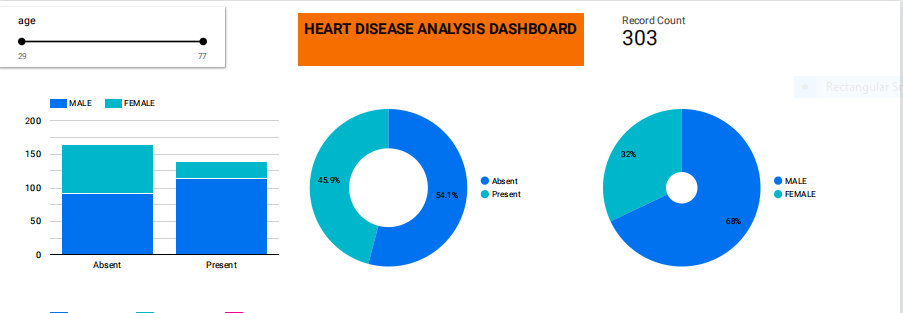 age
29
77
HEART DISEASE ANALYSIS DASHBOARD
Record Count
303
Rectangular
MALE
FEMALE
200
150
100
50
0
Absent
Present
45.9%
54.1%
Absent
Present
32%
68%
MALE
FEMALE